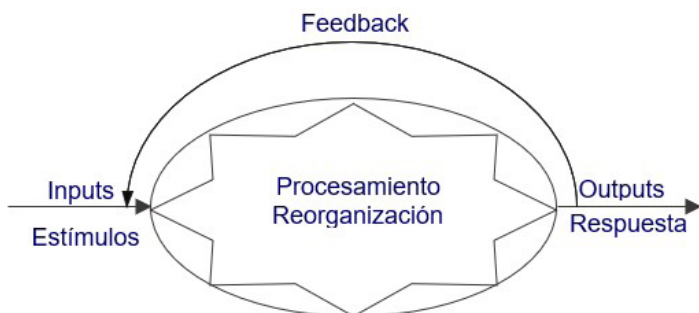 Feedback
Inputs
Estímulos
Procesamiento
Reorganización
Outputs
Respuesta